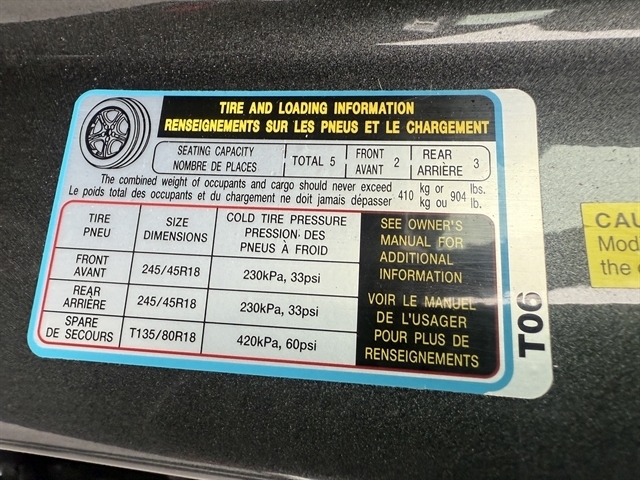 TIRE AND LOADING INFORMATION
RENSEIGNEMENTS SUR LES PNEUS ET LE CHARGEMENT
SEATING CAPACITY
NOMBRE DE PLACES
TOTAL 5
FRONT
AVANT
2
REAR
ARRIÈRE
3
The combined weight of occupants and cargo should never exceed 410 kg or 904 lbs.
Le poids total des occupants et du chargement ne doit jamais dépasser kg ou lb.
TIRE
PNEU
SIZE
DIMENSIONS
COLD TIRE PRESSURE
PRESSION DES
PNEUS À FROID
FRONT
AVANT
245/45R18
230kPa, 33psi
REAR
ARRIÈRE
245/45R18
230kPa, 33psi
SPARE
DE SECOURS
T135/80R18
420kPa, 60psi
SEE OWNER'S
MANUAL FOR
ADDITIONAL
INFORMATION
VOIR LE MANUEL
DE L'USAGER
POUR PLUS DE
RENSEIGNEMENTS
T06
CAU
Mod
the